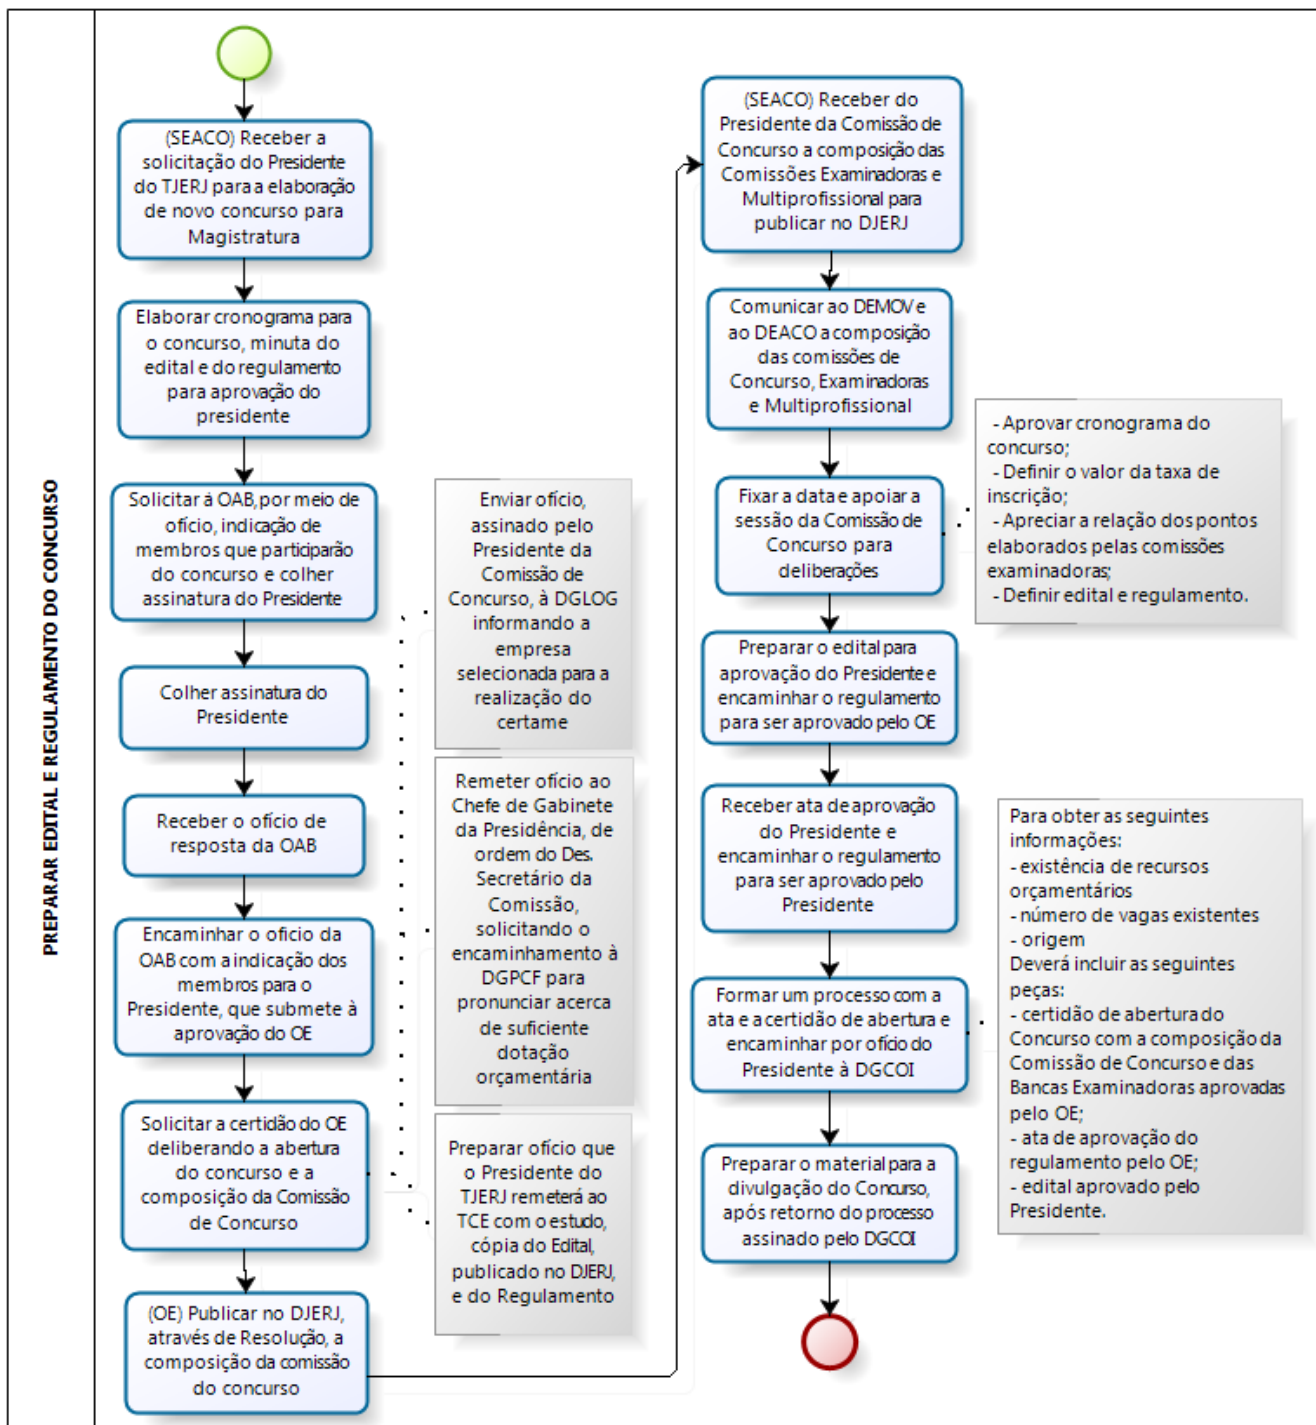 PREPARAR EDITAL E REGULAMENTO DO CONCURSO
(SEACO) Receber a
solicitação do Presidente
do TJERJ para a elaboração
de novo concurso para
Magistratura
Elaborar cronograma para
o concurso, minuta do
edital e do regulamento
para aprovação do
presidente
Solicitar á OAB, por meio de
ofício, indicação de
membros que participarão
do concurso e colher
assinatura do Presidente
Colher assinatura do
Presidente
Receber o ofício de
resposta da OAB
Encaminhar o oficio da
OAB com a indicação dos
membros para o
Presidente, que submete à
aprovação do OE
Solicitar a certidão do OE
deliberando a abertura
do concurso e a
composição da Comissão
de Concurso
(OE) Publicar no DJERJ,
através de Resolução, a
composição da comissão
do concurso
Enviar ofício,
assinado pelo
Presidente da
Comissão de
Concurso, à DGLOG
informando a
empresa
selecionada para a
realização do
certame
Remeter ofício ao
Chefe de Gabinete
da Presidência, de
ordem do Des.
Secretário da
Comissão,
solicitando o
encaminhamento à
DGPCF para
pronunciar acerca
de suficiente
dotação
orçamentária
Preparar ofício que
o Presidente do
TJERJ remeterá ao
TCE com o estudo,
cópia do Edital,
publicado no DJERJ,
e do Regulamento
(SEACO) Receber do
Presidente da Comissão de
Concurso a composição das
Comissões Examinadoras e
Multiprofissional para
publicar no DJERJ
Comunicar ao DEMOV e
ao DEACO a composição
das comissões de
Concurso, Examinadoras
e Multiprofissional
Fixar a data e apoiar a
sessão da Comissão de
Concurso para
deliberações
- Aprovar cronograma do
concurso;
- Definir o valor da taxa de
inscrição;
- Apreciar a relação dos pontos
elaborados pelas comissões
examinadoras;
- Definir edital e regulamento.
Preparar o edital para
aprovação do Presidente e
encaminhar o regulamento
para ser aprovado pelo OE
Receber ata de aprovação
do Presidente e
encaminhar o regulamento
para ser aprovado pelo
Presidente
Formar um processo com a
ata e a certidão de abertura e
encaminhar por ofício do
Presidente à DGCOI
Para obter as seguintes
informações:
- existência de recursos
orçamentários
- número de vagas existentes
- origem
Deverá incluir as seguintes
peças:
- certidão de abertura do
Concurso com a composição da
Comissão de Concurso e das
Bancas Examinadoras aprovadas
pelo OE;
- ata de aprovação do
regulamento pelo OE;
- edital aprovado pelo
Presidente.
Preparar o material para a
divulgação do Concurso,
após retorno do processo
assinado pelo DGCOI